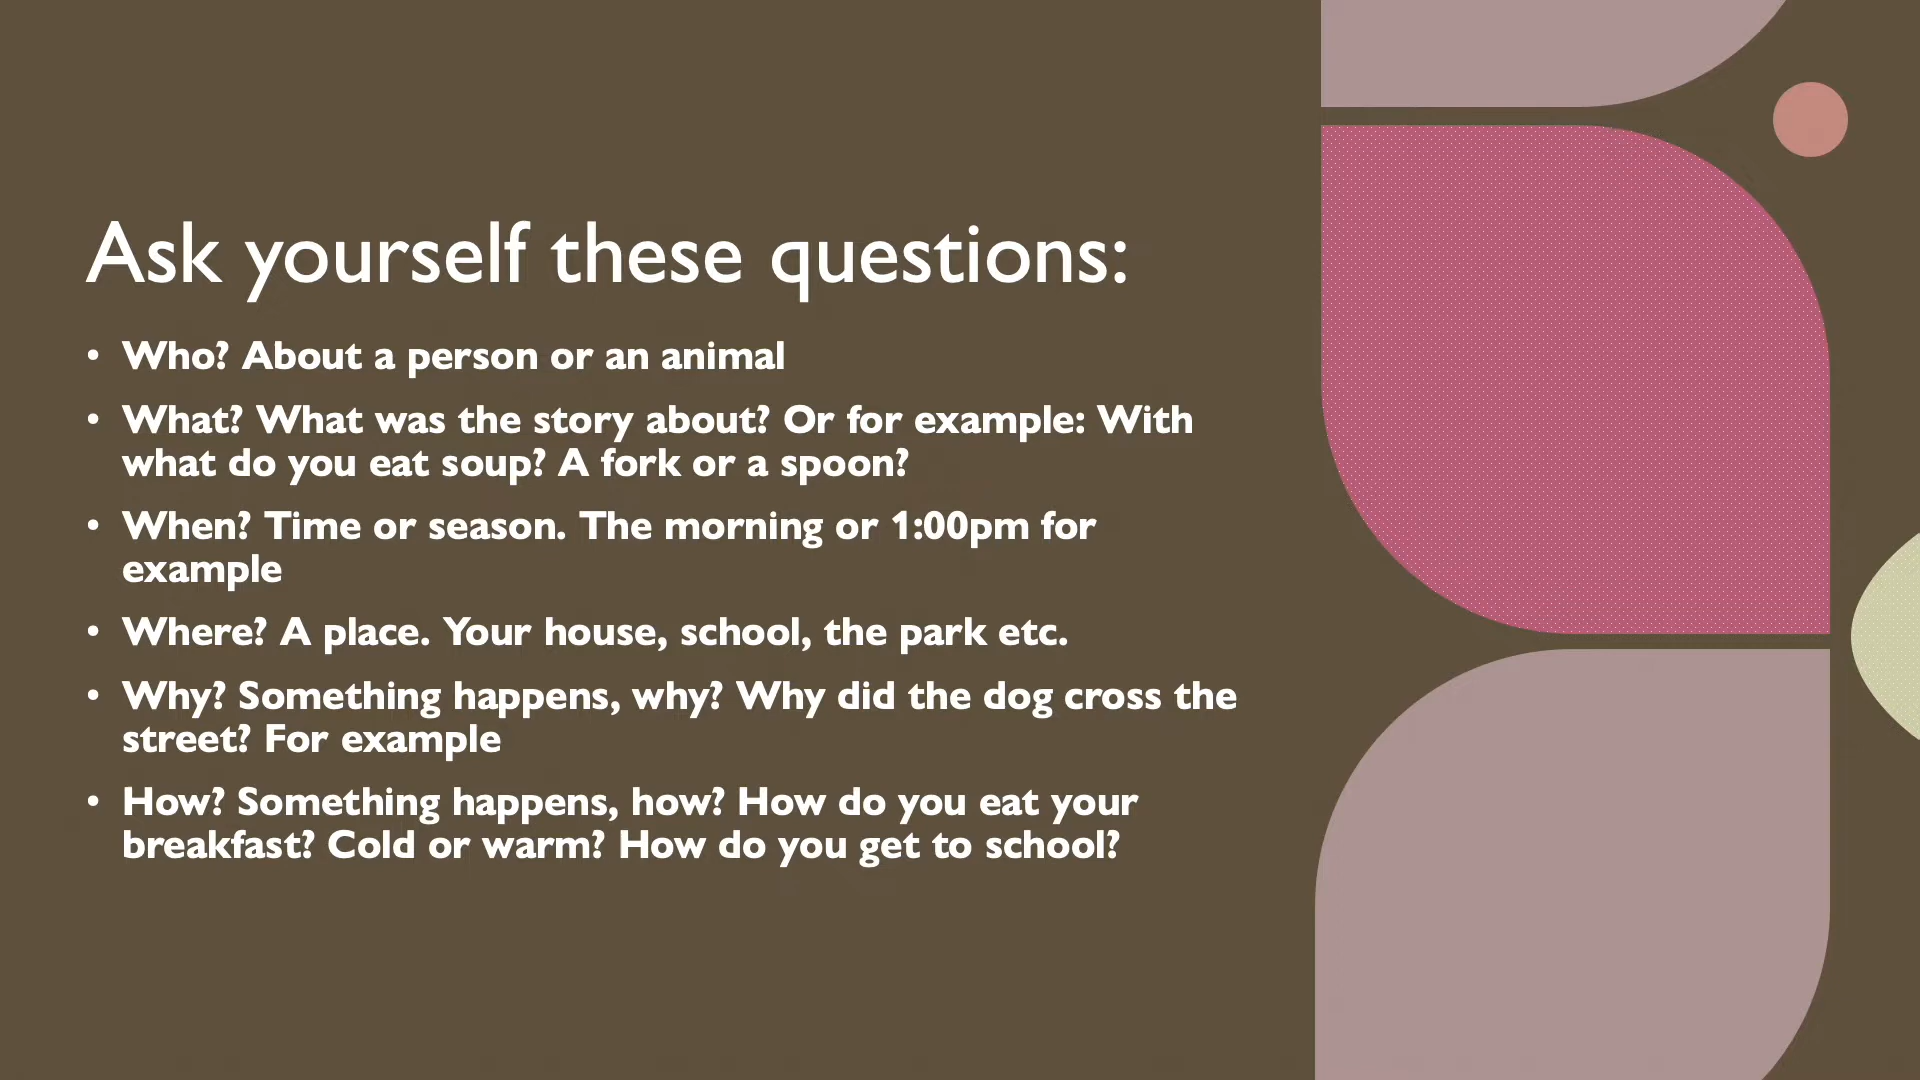 Ask yourself these questions:
• Who? About a person or an animal
• What? What was the story about? Or for example: With
what do you eat soup? A fork or a spoon?
• When? Time or season. The morning or 1:00pm for
example
• Where? A place. Your house, school, the park etc.
• Why? Something happens, why? Why did the dog cross the
street? For example
• How? Something happens, how? How do you eat your
breakfast? Cold or warm? How do you get to school?